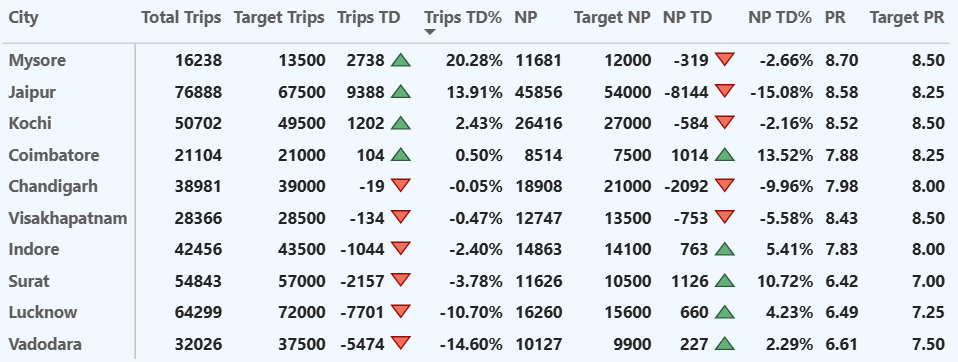 City Total Trips Target Trips Trips TD Trips TD% NP Target NP NP TD NP TD% PR Target PR
Mysore 16238 13500 2738 20.28% 11681 12000 -319 -2.66% 8.70 8.50
Jaipur 76888 67500 9388 13.91% 45856 54000 -8144 -15.08% 8.58 8.25
Kochi 50702 49500 1202 2.43% 26416 27000 -584 -2.16% 8.52 8.50
Coimbatore 21104 21000 104 0.50% 8514 7500 1014 13.52% 7.88 8.25
Chandigarh 38981 39000 -19 -0.05% 18908 21000 -2092 -9.96% 7.98 8.00
Visakhapatnam 28366 28500 -134 -0.47% 12747 13500 -753 -5.58% 8.43 8.50
Indore 42456 43500 -1044 -2.40% 14863 14100 763 5.41% 7.83 8.00
Surat 54843 57000 -2157 -3.78% 11626 10500 1126 10.72% 6.42 7.00
Lucknow 64299 72000 -7701 -10.70% 16260 15600 660 4.23% 6.49 7.25
Vadodara 32026 37500 -5474 -14.60% 10127 9900 227 2.29% 6.61 7.50